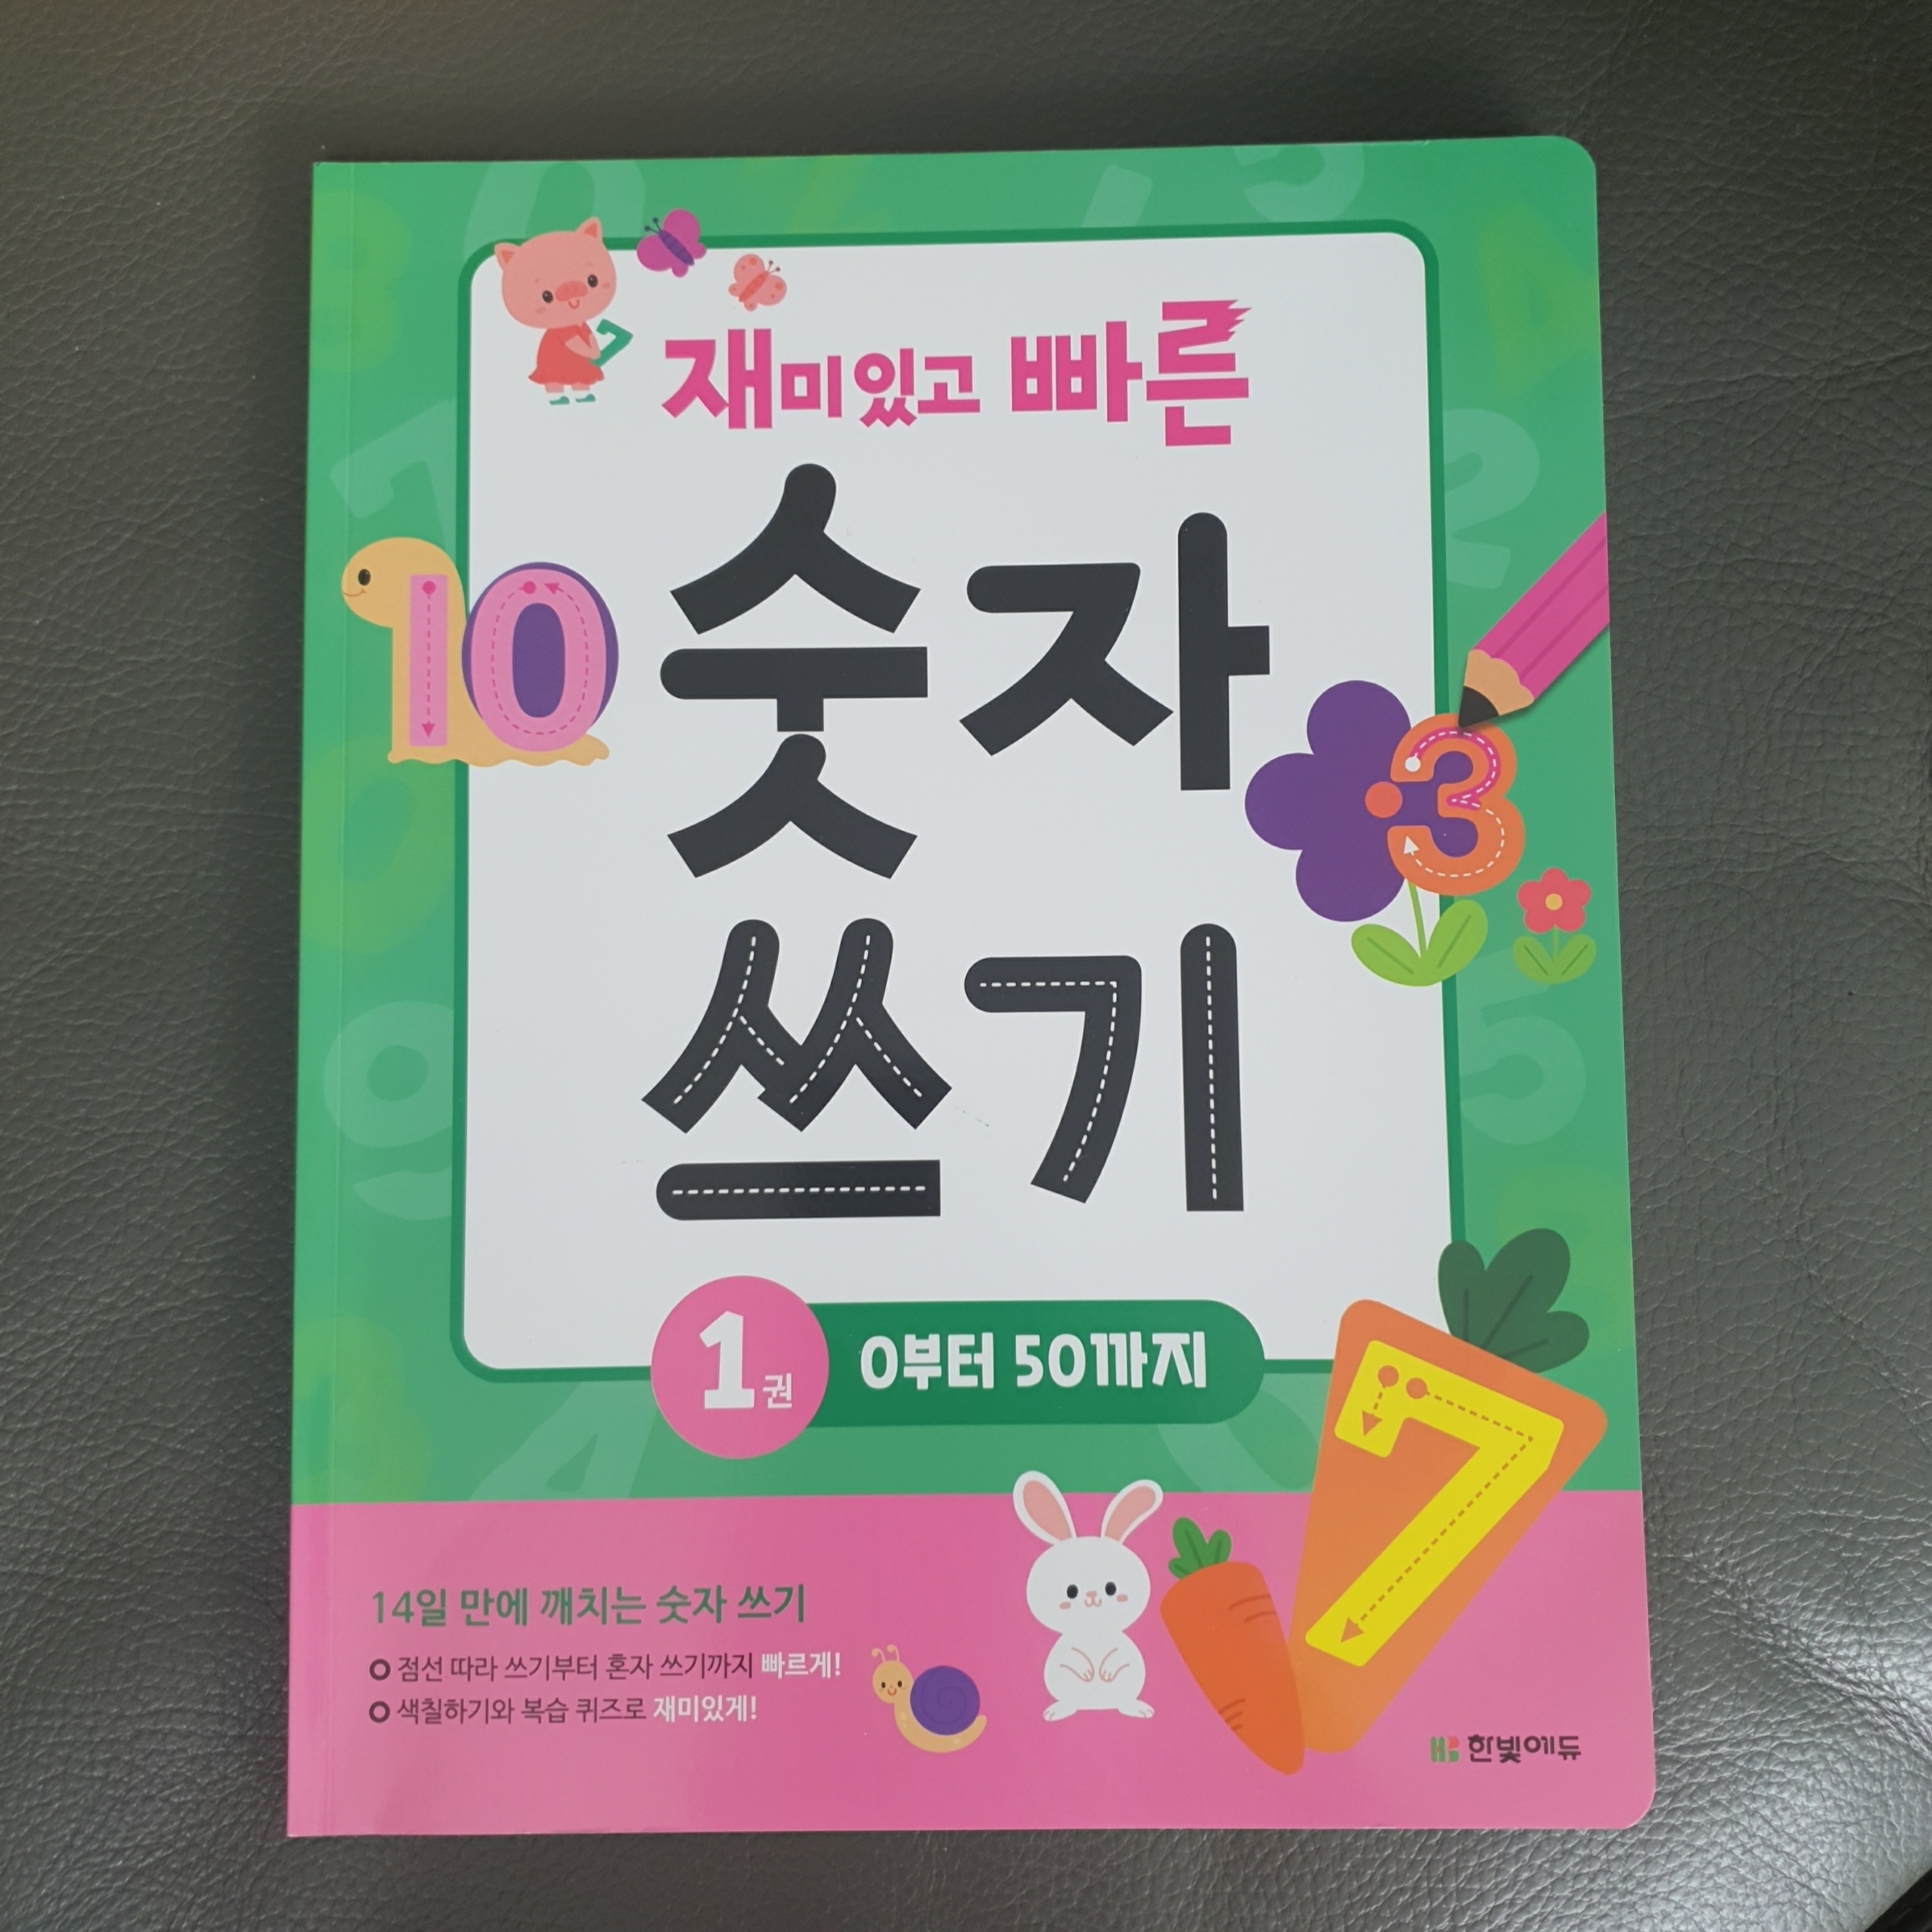 재미있고 빠른
10
숫자
3
쓰기
1권 0부터 50까지
7
14일 만에 깨치는 숫자 쓰기
점선 따라 쓰기부터 혼자 쓰기까지 빠르게!
색칠하기와 복습 퀴즈로 재미있게!
한빛에듀